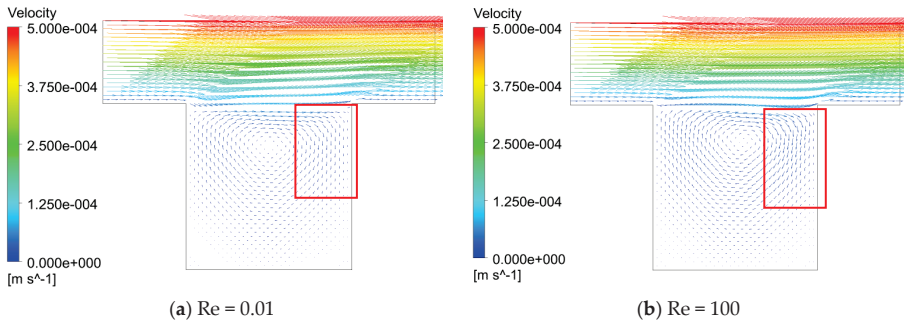 Velocity
5.000e-004
3.750e-004
2.500e-004
1.250e-004
0.000e+000
[m s^-1]
(a) Re = 0.01
Velocity
5.000e-004
3.750e-004
2.500e-004
1.250e-004
0.000e+000
[m s^-1]
(b) Re = 100